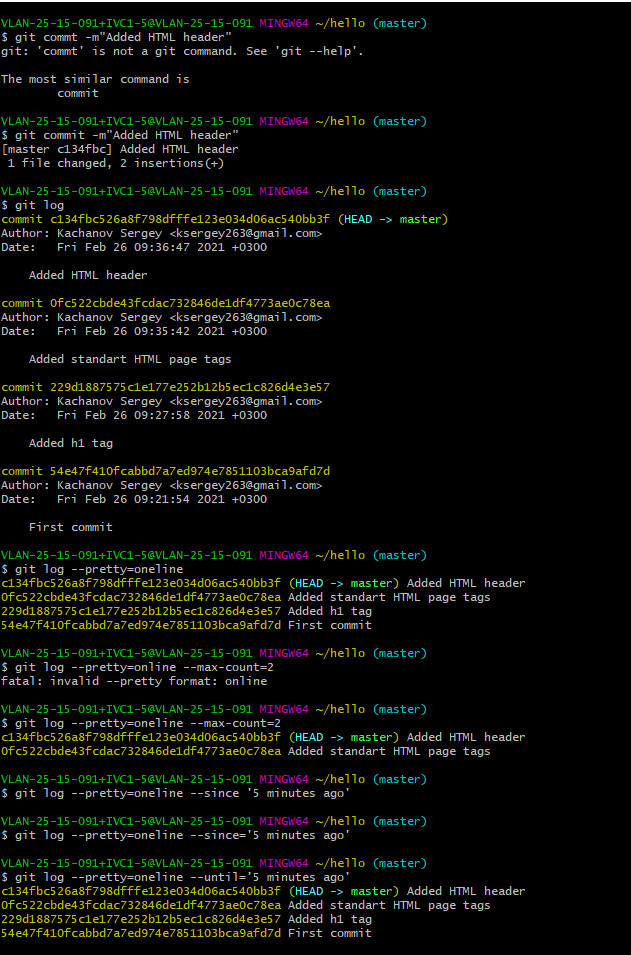 VLAN-25-15-091+IVC1-5@VLAN-25-15-091 MINGW64 ~/hello (master)
$ git commt -m"Added HTML header"
git: 'commt' is not a git command. See 'git --help'.
The most similar command is
commit
VLAN-25-15-091+IVC1-5@VLAN-25-15-091 MINGW64 ~/hello (master)
$ git commit -m"Added HTML header"
[master c134fbc] Added HTML header
1 file changed, 2 insertions(+)
VLAN-25-15-091+IVC1-5@VLAN-25-15-091 MINGW64 ~/hello (master)
$ git log
commit c134fbc526a8f798dfffe123e034d06ac540bb3f (HEAD -> master)
Author: Kachanov Sergey <ksergey263@gmail.com>
Date:   Fri Feb 26 09:36:47 2021 +0300
Added HTML header
commit 0fc522cbde43fcdac732846de1df4773ae0c78ea
Author: Kachanov Sergey <ksergey263@gmail.com>
Date:   Fri Feb 26 09:35:42 2021 +0300
Added standart HTML page tags
commit 229d1887575c1e177e252b12b5ec1c826d4e3e57
Author: Kachanov Sergey <ksergey263@gmail.com>
Date:   Fri Feb 26 09:27:58 2021 +0300
Added h1 tag
commit 54e47f410fcabbd7a7ed974e7851103bca9afd7d
Author: Kachanov Sergey <ksergey263@gmail.com>
Date:   Fri Feb 26 09:21:54 2021 +0300
First commit
VLAN-25-15-091+IVC1-5@VLAN-25-15-091 MINGW64 ~/hello (master)
$ git log --pretty=oneline
c134fbc526a8f798dfffe123e034d06ac540bb3f (HEAD -> master) Added HTML header
0fc522cbde43fcdac732846de1df4773ae0c78ea Added standart HTML page tags
229d1887575c1e177e252b12b5ec1c826d4e3e57 Added h1 tag
54e47f410fcabbd7a7ed974e7851103bca9afd7d First commit
VLAN-25-15-091+IVC1-5@VLAN-25-15-091 MINGW64 ~/hello (master)
$ git log --pretty=online --max-count=2
fatal: invalid --pretty format: online
VLAN-25-15-091+IVC1-5@VLAN-25-15-091 MINGW64 ~/hello (master)
$ git log --pretty=oneline --max-count=2
c134fbc526a8f798dfffe123e034d06ac540bb3f (HEAD -> master) Added HTML header
0fc522cbde43fcdac732846de1df4773ae0c78ea Added standart HTML page tags
VLAN-25-15-091+IVC1-5@VLAN-25-15-091 MINGW64 ~/hello (master)
$ git log --pretty=oneline --since '5 minutes ago'
VLAN-25-15-091+IVC1-5@VLAN-25-15-091 MINGW64 ~/hello (master)
$ git log --pretty=oneline --since='5 minutes ago'
VLAN-25-15-091+IVC1-5@VLAN-25-15-091 MINGW64 ~/hello (master)
$ git log --pretty=oneline --until='5 minutes ago'
c134fbc526a8f798dfffe123e034d06ac540bb3f (HEAD -> master) Added HTML header
0fc522cbde43fcdac732846de1df4773ae0c78ea Added standart HTML page tags
229d1887575c1e177e252b12b5ec1c826d4e3e57 Added h1 tag
54e47f410fcabbd7a7ed974e7851103bca9afd7d First commit